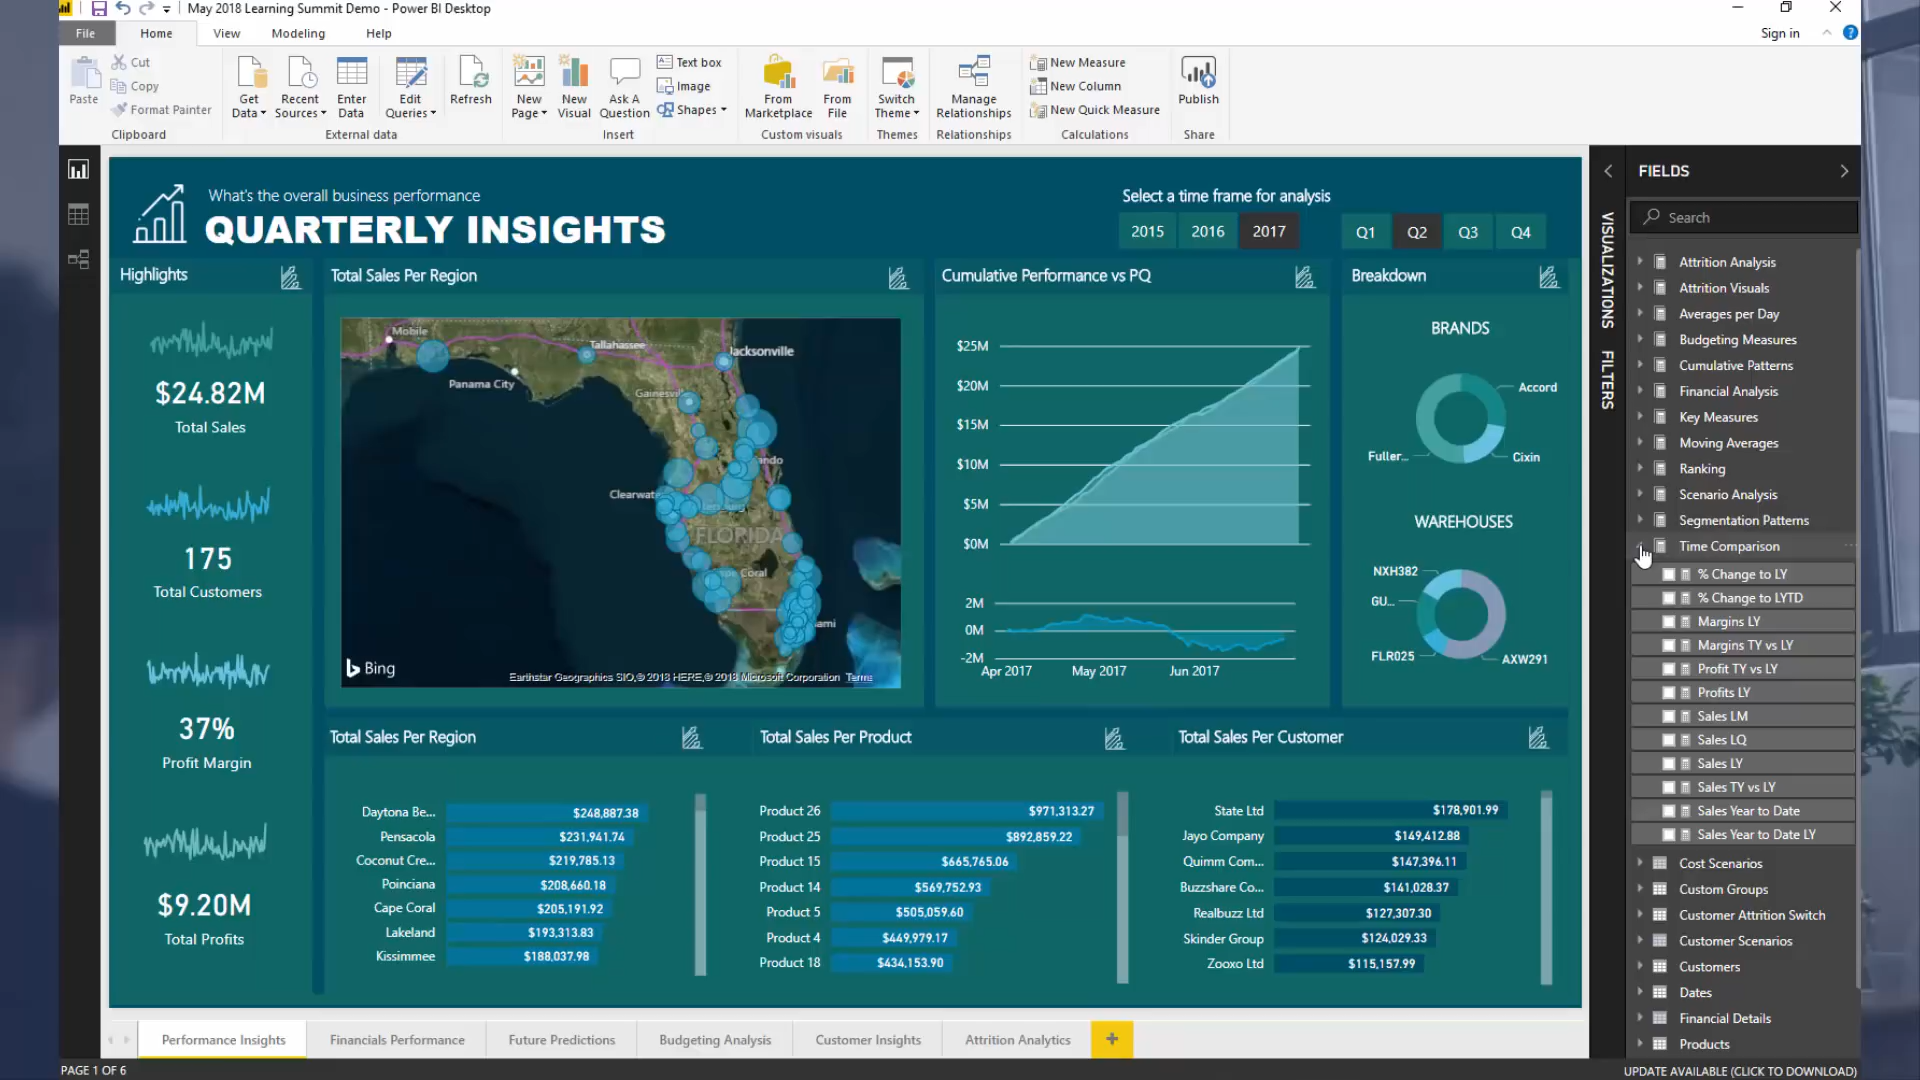 May 2018 Learning Summit Demo - Power BI Desktop
File Home View Modeling Help
Sign in
Paste
Cut
Copy
Format Painter
Clipboard
Get Data
Recent Sources
Enter Data
Edit Queries
Refresh
External data
New Page
New Visual
Ask A Question
Text box
Image
Shapes
Insert
From Marketplace
From File
Custom visuals
Switch Theme
Themes
Manage Relationships
Relationships
New Measure
New Column
New Quick Measure
Calculations
Publish
Share
What's the overall business performance
QUARTERLY INSIGHTS
Select a time frame for analysis
2015 2016 2017 Q1 Q2 Q3 Q4
Highlights
$24.82M
Total Sales
175
Total Customers
37%
Profit Margin
$9.20M
Total Profits
Total Sales Per Region
Mobile
Tallahassee
Jacksonville
Panama City
Clearwat
FLORIDA
Bing
Earthstar Geographics SIO, © 2018 HERE, © 2018 Microsoft Corporation Terms
Cumulative Performance vs PQ
$25M
$20M
$15M
$10M
$5M
$0M
2M
0M
-2M
Apr 2017 May 2017 Jun 2017
Breakdown
BRANDS
Accord
Fuller...
Cixin
WAREHOUSES
NXH382
GU...
FLR025
AXW291
Total Sales Per Region
Daytona Be... $248,887.38
Pensacola $231,941.74
Coconut Cre... $219,785.13
Poinciana $208,660.18
Cape Coral $205,191.92
Lakeland $193,313.83
Kissimmee $188,037.98
Total Sales Per Product
Product 26 $971,313.27
Product 25 $892,859.22
Product 15 $665,765.06
Product 14 $569,752.93
Product 5 $505,059.60
Product 4 $449,979.17
Product 18 $434,153.90
Total Sales Per Customer
State Ltd $178,901.99
Jayo Company $149,412.88
Quimm Com... $147,396.11
Buzzshare Co... $141,028.37
Realbuzz Ltd $127,307.30
Skinder Group $124,029.33
Zooxo Ltd $115,157.99
VISUALIZATIONS
FILTERS
FIELDS
Search
Attrition Analysis
Attrition Visuals
Averages per Day
Budgeting Measures
Cumulative Patterns
Financial Analysis
Key Measures
Moving Averages
Ranking
Scenario Analysis
Segmentation Patterns
Time Comparison
% Change to LY
% Change to LYTD
Margins LY
Margins TY vs LY
Profit TY vs LY
Profits LY
Sales LM
Sales LQ
Sales LY
Sales TY vs LY
Sales Year to Date
Sales Year to Date LY
Cost Scenarios
Custom Groups
Customer Attrition Switch
Customer Scenarios
Customers
Dates
Financial Details
Products
Performance Insights Financials Performance Future Predictions Budgeting Analysis Customer Insights Attrition Analytics
PAGE 1 OF 6
UPDATE AVAILABLE (CLICK TO DOWNLOAD)